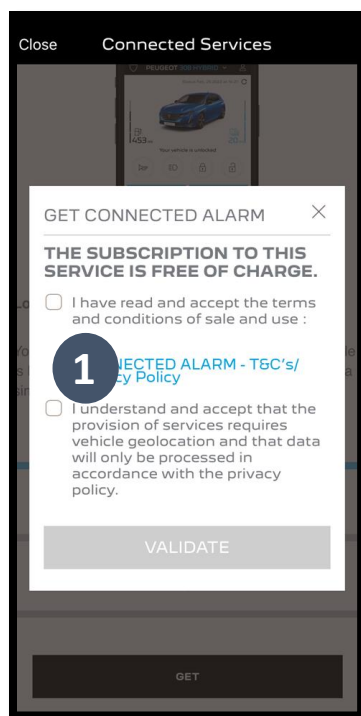 Close Connected Services
PEUGEOT 308 HYBRID
453
Your vehicle is unlocked
GET CONNECTED ALARM
THE SUBSCRIPTION TO THIS
SERVICE IS FREE OF CHARGE.
I have read and accept the terms
and conditions of sale and use :
1
NECTED ALARM - T&C's/
cy Policy
I understand and accept that the
provision of services requires
vehicle geolocation and that data
will only be processed in
accordance with the privacy
policy.
VALIDATE
GET